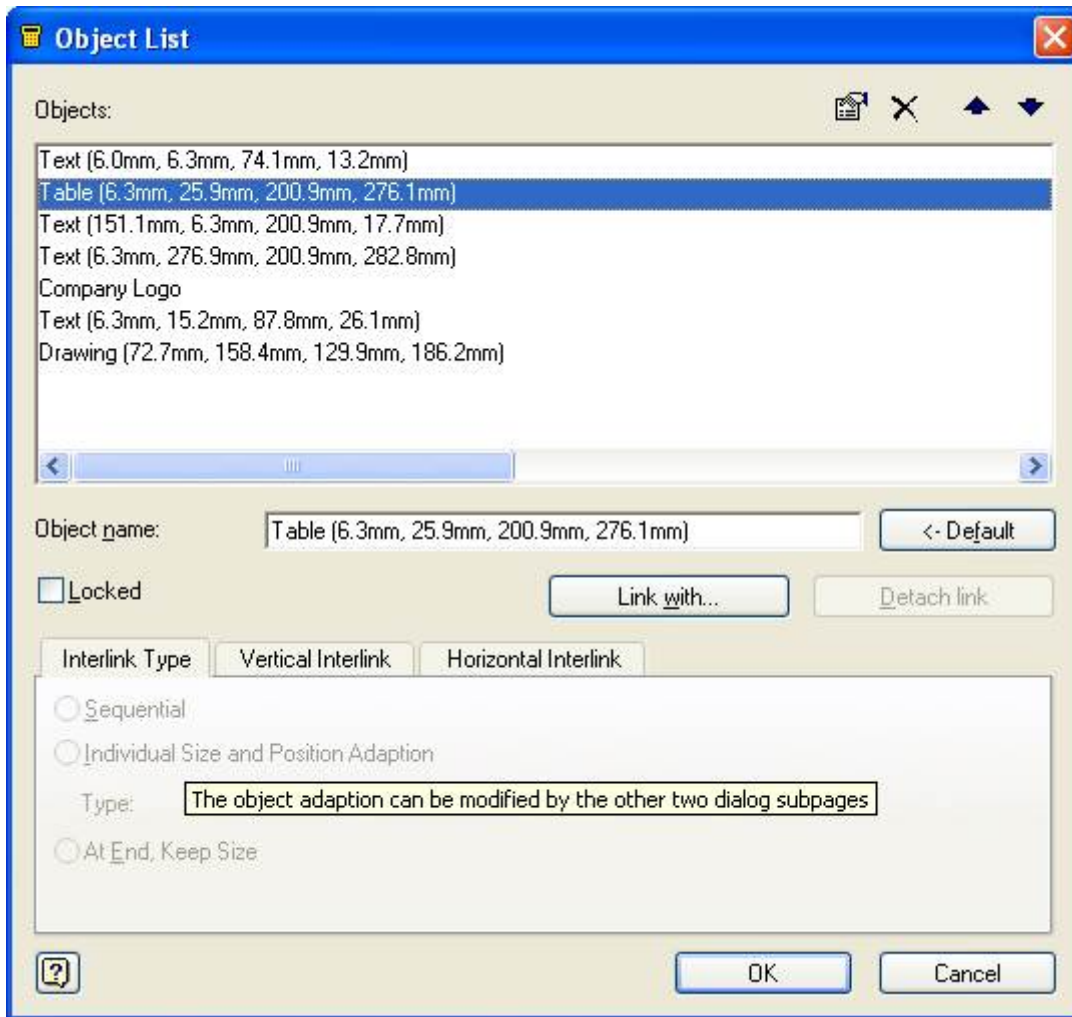 Object List
Objects:
Text (6.0mm, 6.3mm, 74.1mm, 13.2mm)
Table (6.3mm, 25.9mm, 200.9mm, 276.1mm)
Text (151.1mm, 6.3mm, 200.9mm, 17.7mm)
Text (6.3mm, 276.9mm, 200.9mm, 282.8mm)
Company Logo
Text (6.3mm, 15.2mm, 87.8mm, 26.1mm)
Drawing (72.7mm, 158.4mm, 129.9mm, 186.2mm)
Object name: Table (6.3mm, 25.9mm, 200.9mm, 276.1mm) <- Default
Locked Link with... Detach link
Interlink Type Vertical Interlink Horizontal Interlink
Sequential
Individual Size and Position Adaption
Type: The object adaption can be modified by the other two dialog subpages
At End, Keep Size
OK Cancel